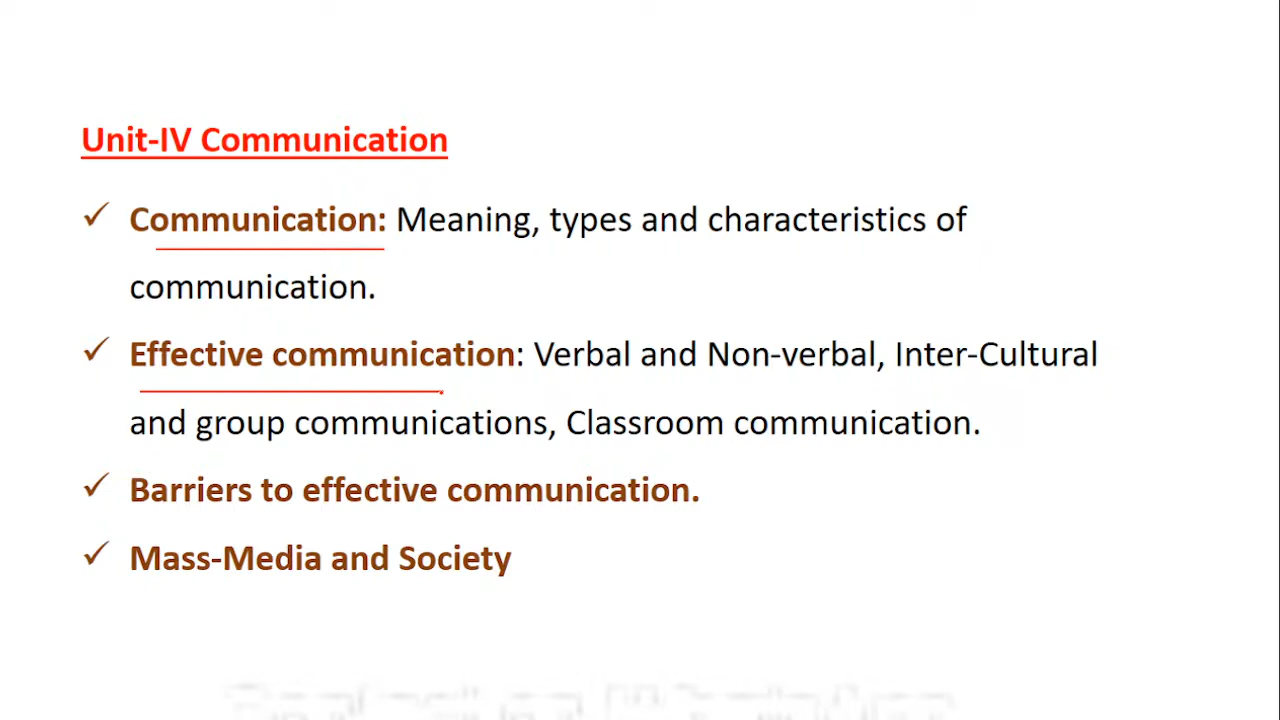 Unit-IV Communication
✓ Communication: Meaning, types and characteristics of
communication.
✓ Effective communication: Verbal and Non-verbal, Inter-Cultural
and group communications, Classroom communication.
✓ Barriers to effective communication.
✓ Mass-Media and Society